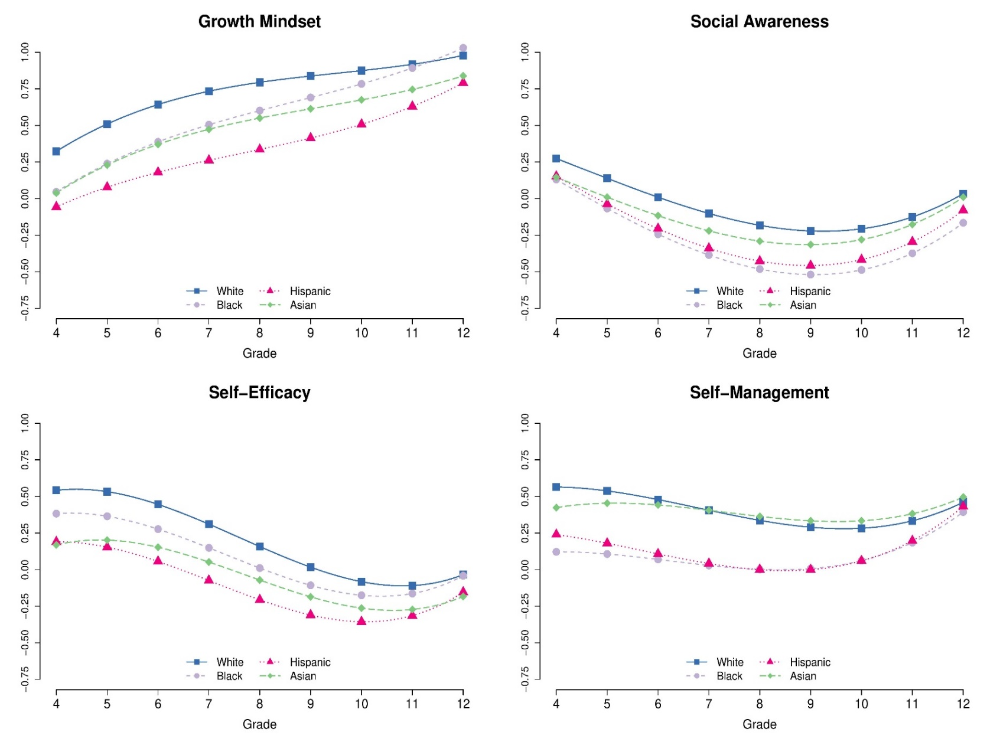 Growth Mindset
1.00
0.75
0.50
0.25
0.00
−0.25
−0.50
−0.75
White Hispanic
Black Asian
4 5 6 7 8 9 10 11 12
Grade
Social Awareness
1.00
0.75
0.50
0.25
0.00
−0.25
−0.50
−0.75
White Hispanic
Black Asian
4 5 6 7 8 9 10 11 12
Grade
Self−Efficacy
1.00
0.75
0.50
0.25
0.00
−0.25
−0.50
−0.75
White Hispanic
Black Asian
4 5 6 7 8 9 10 11 12
Grade
Self−Management
1.00
0.75
0.50
0.25
0.00
−0.25
−0.50
−0.75
White Hispanic
Black Asian
4 5 6 7 8 9 10 11 12
Grade